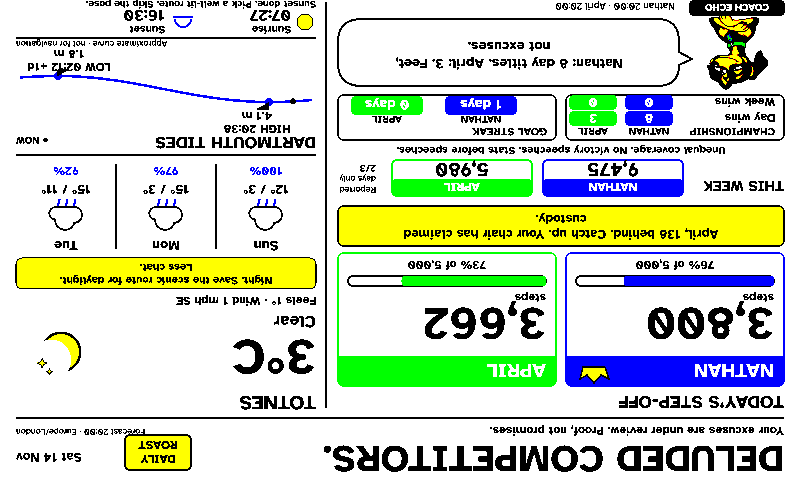 DELUDED COMPETITORS.
Your excuses are under review. Proof, not promises.
DAILY
ROAST
Sat 14 Nov
Forecast 20:00 · Europe/London
TODAY'S STEP-OFF
NATHAN
3,800
steps
76% of 5,000
APRIL
3,662
steps
73% of 5,000
April, 138 behind. Catch up. Your chair has claimed
custody.
THIS WEEK
NATHAN
9,475
APRIL
5,980
Reported
days only
2/3
Unequal coverage. No victory speeches. Stats before speeches.
CHAMPIONSHIP
NATHAN
APRIL
Day wins
8
3
Week wins
0
0
GOAL STREAK
NATHAN
1 days
APRIL
0 days
Nathan: 8 day titles. April: 3. Feet,
not excuses.
COACH ECHO
Nathan 20:00 · April 20:00
TOTNES
3°C
Clear
Feels 1° · Wind 1 mph SE
Night. Save the scenic route for daylight.
Less chat.
Sun
12° / 3°
100%
Mon
15° / 3°
97%
Tue
15° / 11°
92%
DARTMOUTH TIDES
• NOW
HIGH 20:38
4.1 m
LOW 02:12 +1d
1.8 m
Approximate curve · not for navigation
Sunrise
07:27
Sunset
16:30
Sunset done. Pick a well-lit route. Skip the pose.